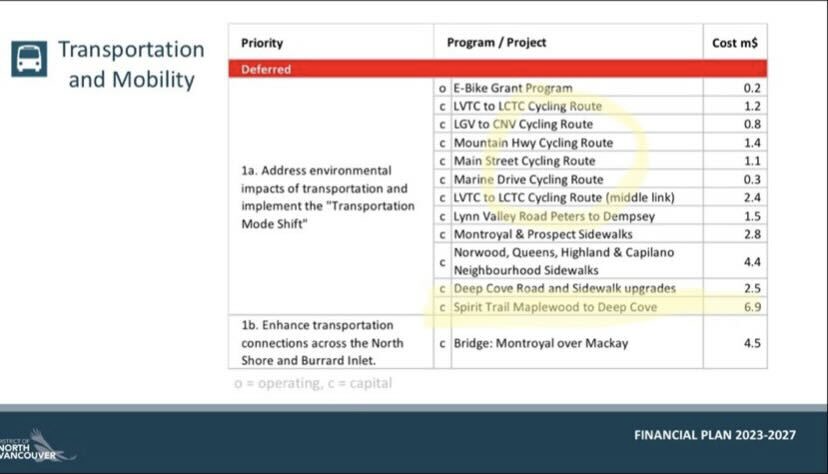 Transportation
and Mobility
Priority Program / Project Cost m$
Deferred
o E-Bike Grant Program 0.2
c LVTC to LCTC Cycling Route 1.2
c LGV to CNV Cycling Route 0.8
c Mountain Hwy Cycling Route 1.4
c Main Street Cycling Route 1.1
c Marine Drive Cycling Route 0.3
c LVTC to LCTC Cycling Route (middle link) 2.4
c Lynn Valley Road Peters to Dempsey 1.5
c Montroyal & Prospect Sidewalks 2.8
c Norwood, Queens, Highland & Capilano
Neighbourhood Sidewalks 4.4
c Deep Cove Road and Sidewalk upgrades 2.5
c Spirit Trail Maplewood to Deep Cove 6.9
1a. Address environmental
impacts of transportation and
implement the "Transportation
Mode Shift"
1b. Enhance transportation
connections across the North
Shore and Burrard Inlet.
c Bridge: Montroyal over Mackay 4.5
o = operating, c = capital
DISTRICT OF
NORTH
VANCOUVER
FINANCIAL PLAN 2023-2027